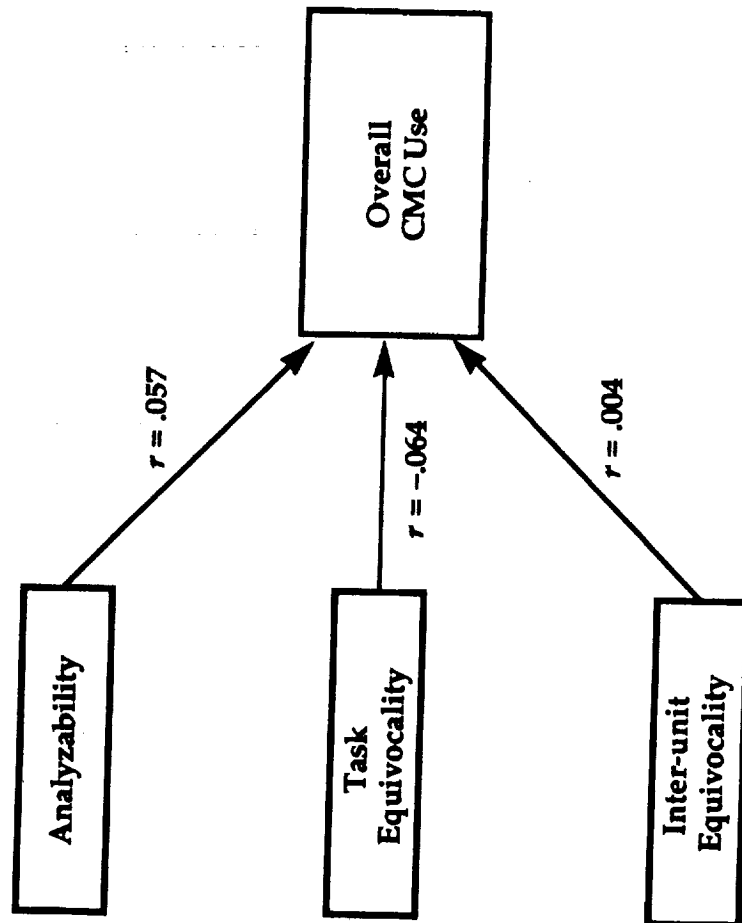 Analyzability
r = .057
Task
Equivocality
r = -.064
Overall
CMC Use
Inter-unit
Equivocality
r = .004